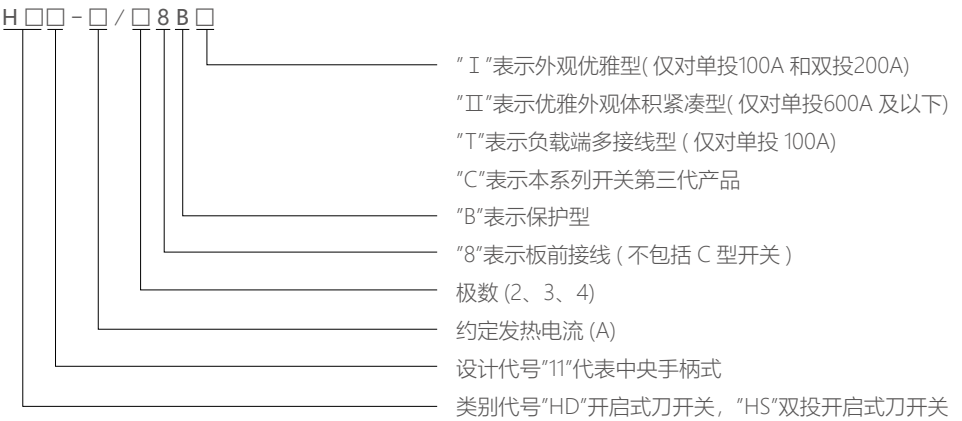 H□□-□/□8B□
"Ⅰ"表示外观优雅型( 仅对单投100A 和双投200A)
"Ⅱ"表示优雅外观体积紧凑型( 仅对单投600A 及以下)
"T"表示负载端多接线型 ( 仅对单投 100A)
"C"表示本系列开关第三代产品
"B"表示保护型
"8"表示板前接线 ( 不包括 C 型开关 )
极数 (2、3、4)
约定发热电流 (A)
设计代号"11"代表中央手柄式
类别代号"HD"开启式刀开关，"HS"双投开启式刀开关